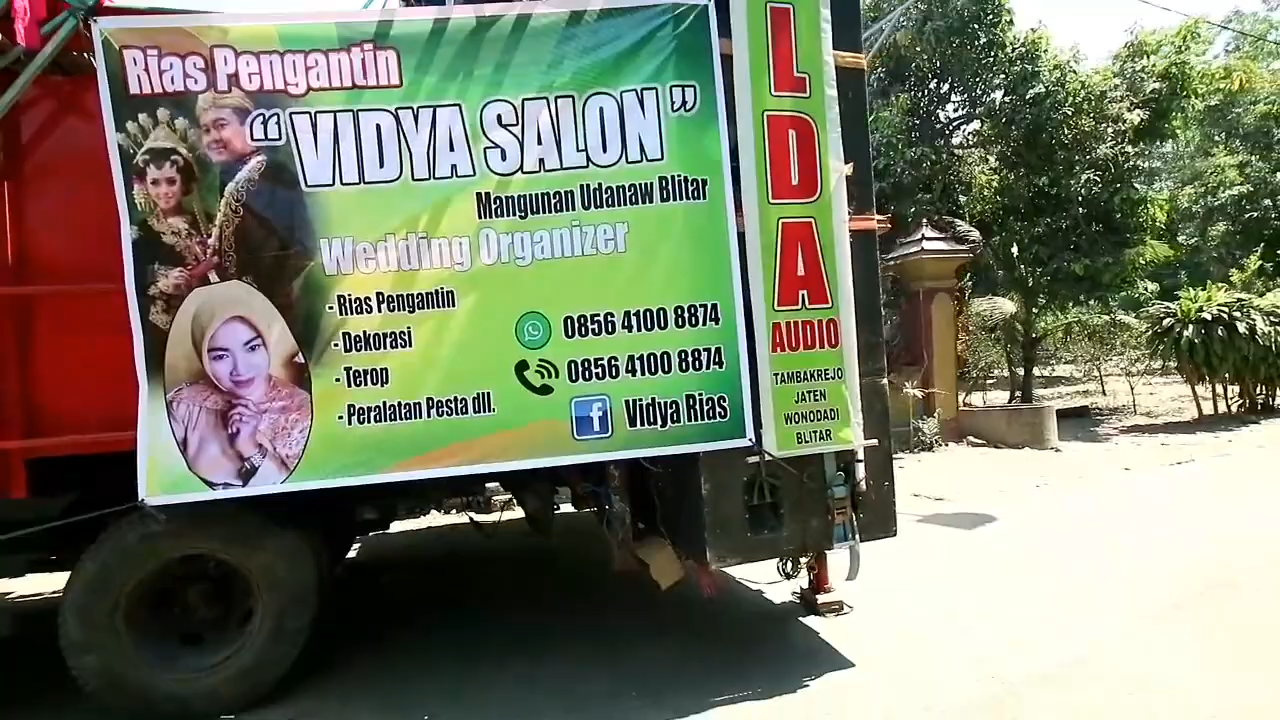 Rias Pengantin
“VIDYA SALON”
Mangunan Udanaw Blitar
Wedding Organizer
- Rias Pengantin
- Dekorasi
- Terop
- Peralatan Pesta dll.
0856 4100 8874
0856 4100 8874
f Vidya Rias
L
D
A
AUDIO
TAMBAKREJO
JATEN
WONODADI
BLITAR